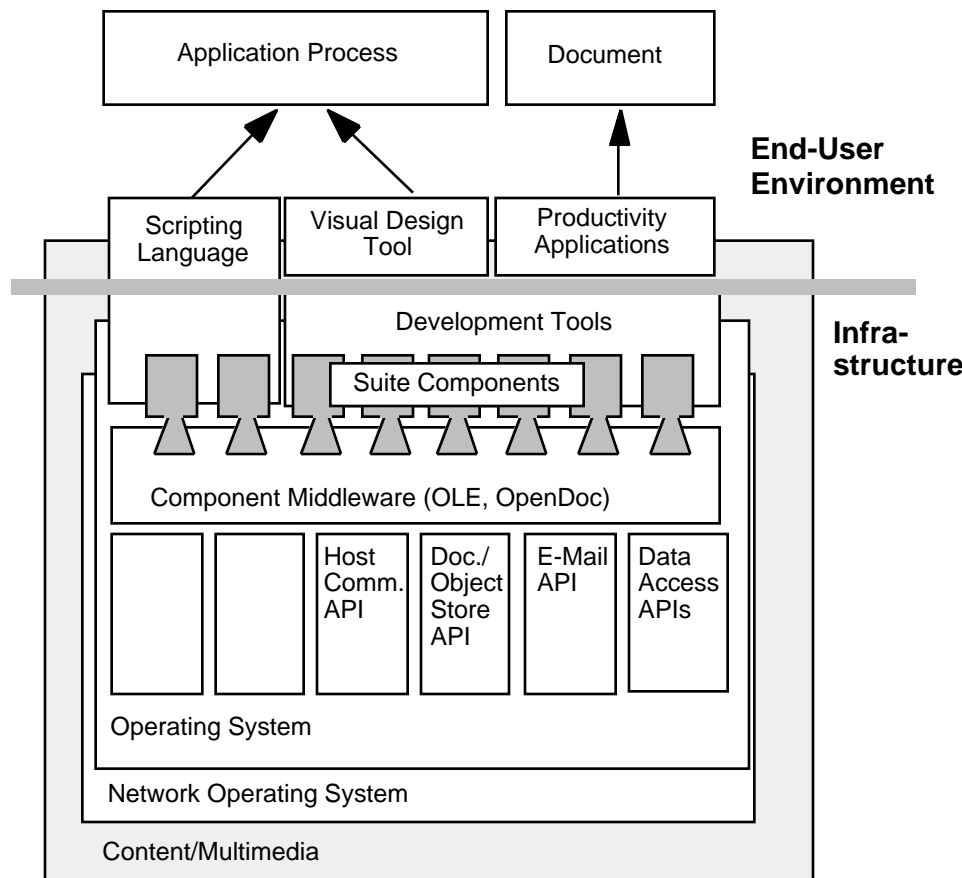 Application Process
Document
End-User
Environment
Scripting
Language
Visual Design
Tool
Productivity
Applications
Development Tools
Infra-
structure
Suite Components
Component Middleware (OLE, OpenDoc)
Host
Comm.
API
Doc./
Object
Store
API
E-Mail
API
Data
Access
APIs
Operating System
Network Operating System
Content/Multimedia